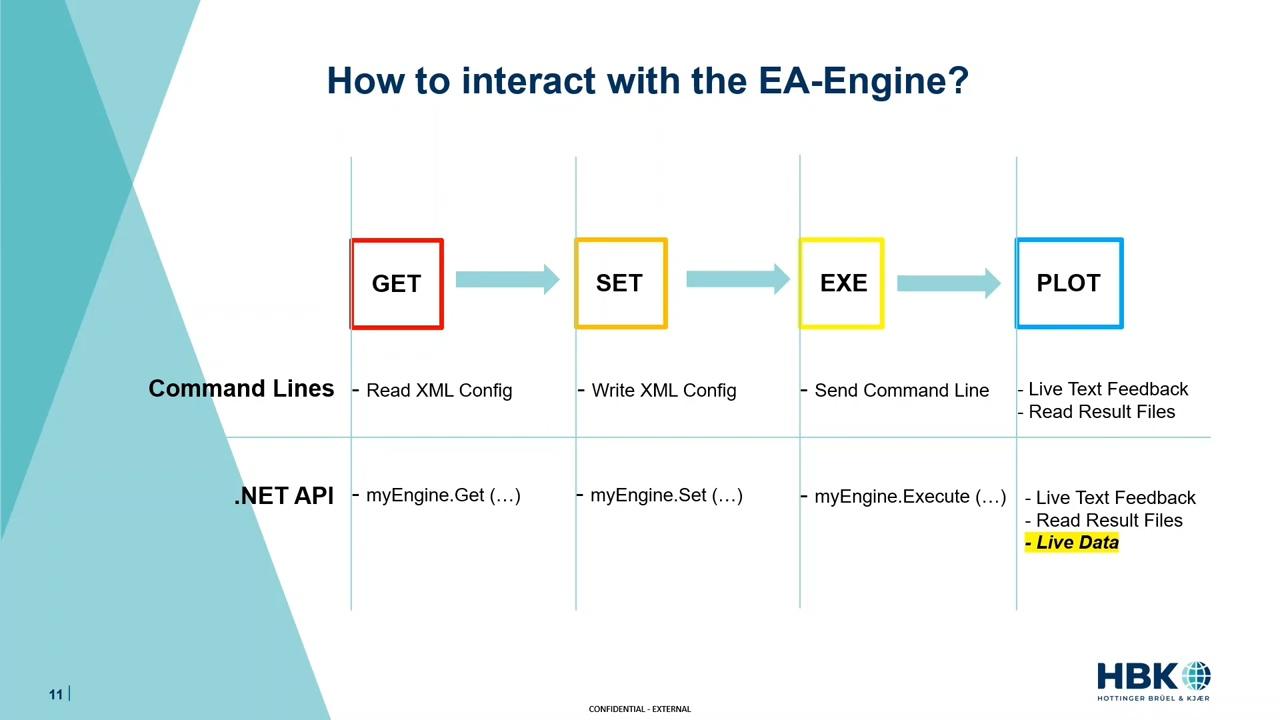 How to interact with the EA-Engine?
GET
SET
EXE
PLOT
Command Lines
- Read XML Config
- Write XML Config
- Send Command Line
- Live Text Feedback
- Read Result Files
.NET API
- myEngine.Get (…)
- myEngine.Set (…)
- myEngine.Execute (…)
- Live Text Feedback
- Read Result Files
- Live Data
11
CONFIDENTIAL - EXTERNAL
HBK
HOTTINGER BRÜEL & KJÆR